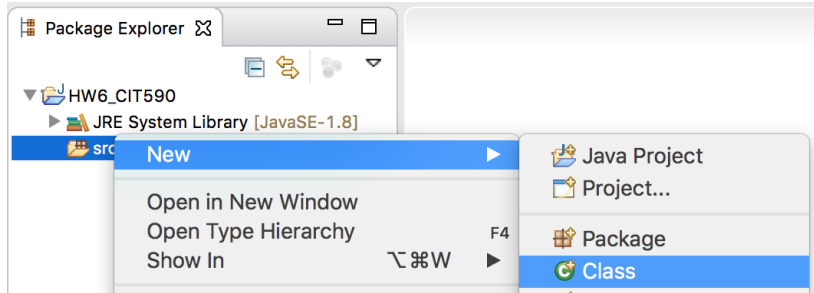 Package Explorer
HW6_CIT590
JRE System Library [JavaSE-1.8]
src
New
Open in New Window
Open Type Hierarchy F4
Show In ⌥⌘W
Java Project
Project...
Package
Class